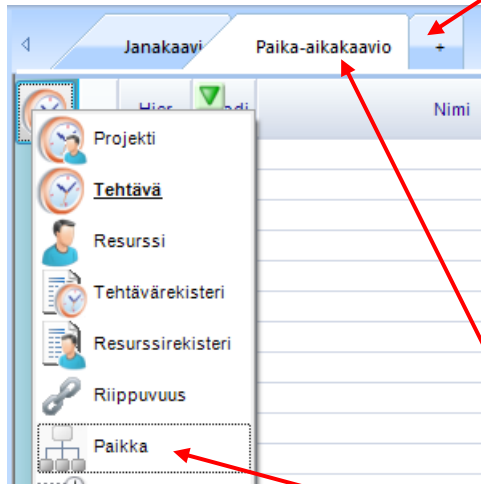 Janakaavi
Paika-aikakaavio
+
Hier
Nimi
Projekti
Tehtävä
Resurssi
Tehtävärekisteri
Resurssirekisteri
Riippuvuus
Paikka